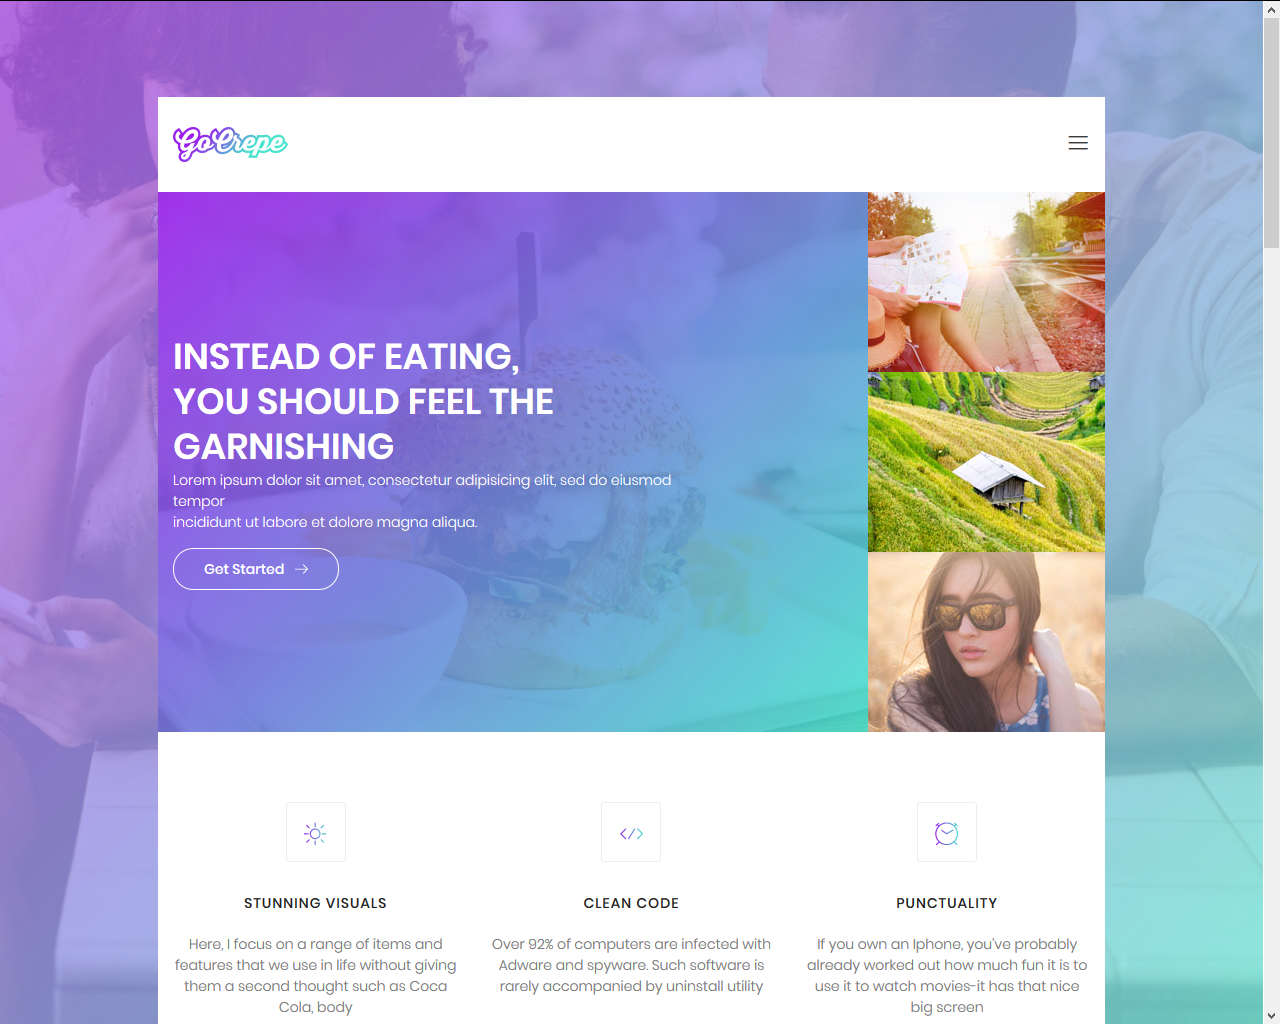 GoCrepe
INSTEAD OF EATING,
YOU SHOULD FEEL THE
GARNISHING
Lorem ipsum dolor sit amet, consectetur adipisicing elit, sed do eiusmod
tempor
incididunt ut labore et dolore magna aliqua.
Get Started
STUNNING VISUALS
Here, I focus on a range of items and
features that we use in life without giving
them a second thought such as Coca
Cola, body
CLEAN CODE
Over 92% of computers are infected with
Adware and spyware. Such software is
rarely accompanied by uninstall utility
PUNCTUALITY
If you own an Iphone, you've probably
already worked out how much fun it is to
use it to watch movies-it has that nice
big screen